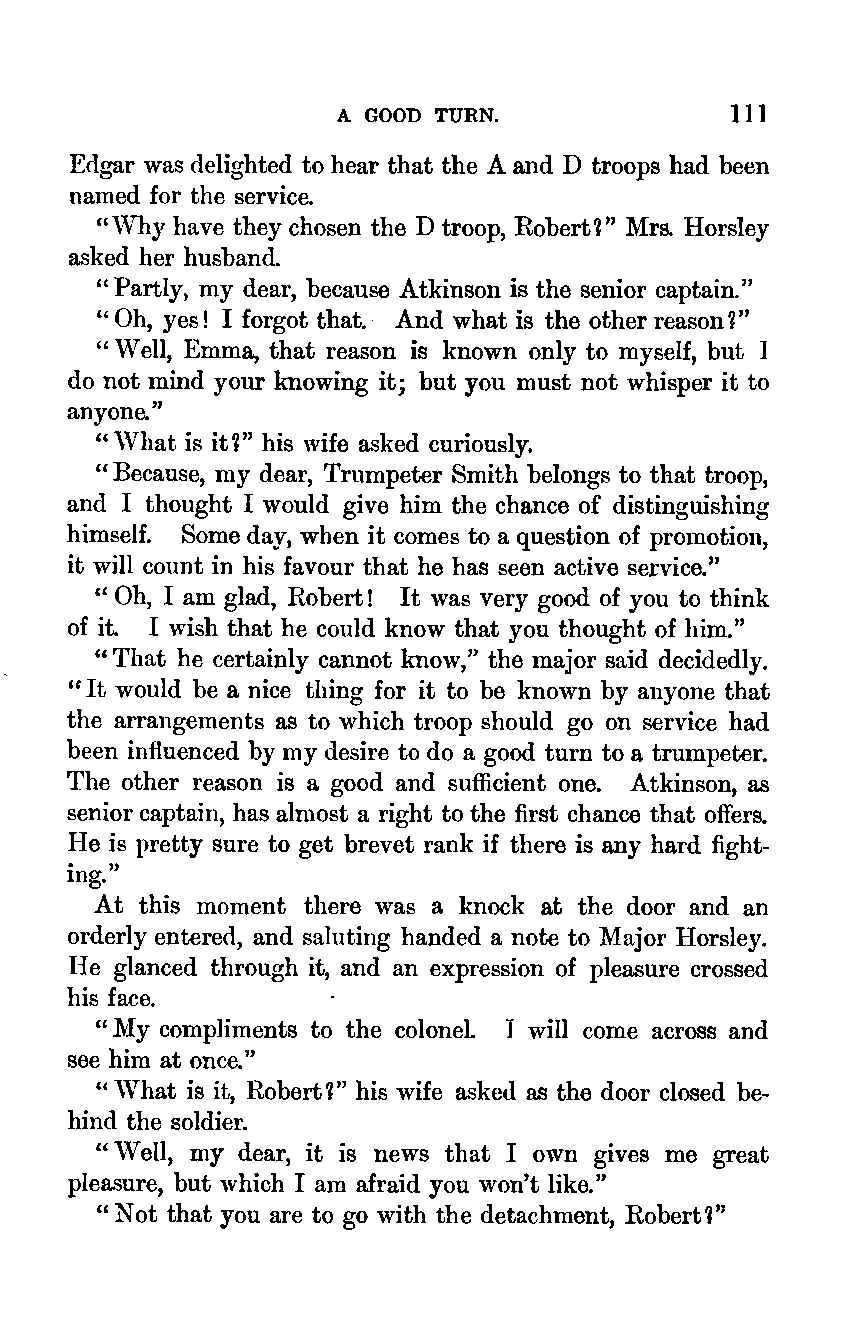 A GOOD TURN. 111
Edgar was delighted to hear that the A and D troops had been
named for the service.
“Why have they chosen the D troop, Robert?” Mrs. Horsley
asked her husband.
“Partly, my dear, because Atkinson is the senior captain.”
“Oh, yes! I forgot that. And what is the other reason?”
“Well, Emma, that reason is known only to myself, but I
do not mind your knowing it; but you must not whisper it to
anyone.”
“What is it?” his wife asked curiously.
“Because, my dear, Trumpeter Smith belongs to that troop,
and I thought I would give him the chance of distinguishing
himself. Some day, when it comes to a question of promotion,
it will count in his favour that he has seen active service.”
“Oh, I am glad, Robert! It was very good of you to think
of it. I wish that he could know that you thought of him.”
“That he certainly cannot know,” the major said decidedly.
“It would be a nice thing for it to be known by anyone that
the arrangements as to which troop should go on service had
been influenced by my desire to do a good turn to a trumpeter.
The other reason is a good and sufficient one. Atkinson, as
senior captain, has almost a right to the first chance that offers.
He is pretty sure to get brevet rank if there is any hard fight-
ing.”
At this moment there was a knock at the door and an
orderly entered, and saluting handed a note to Major Horsley.
He glanced through it, and an expression of pleasure crossed
his face.
“My compliments to the colonel. I will come across and
see him at once.”
“What is it, Robert?” his wife asked as the door closed be-
hind the soldier.
“Well, my dear, it is news that I own gives me great
pleasure, but which I am afraid you won’t like.”
“Not that you are to go with the detachment, Robert?”